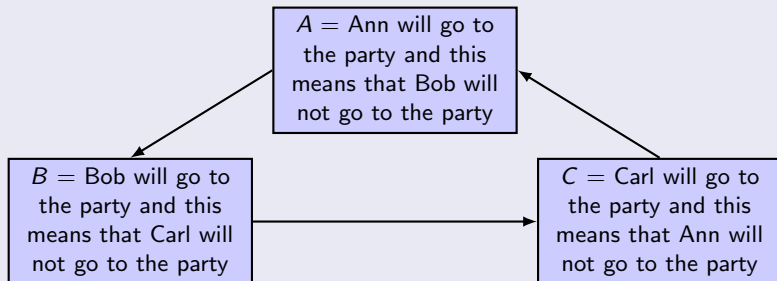 A = Ann will go to
the party and this
means that Bob will
not go to the party
B = Bob will go to
the party and this
means that Carl will
not go to the party
C = Carl will go to
the party and this
means that Ann will
not go to the party